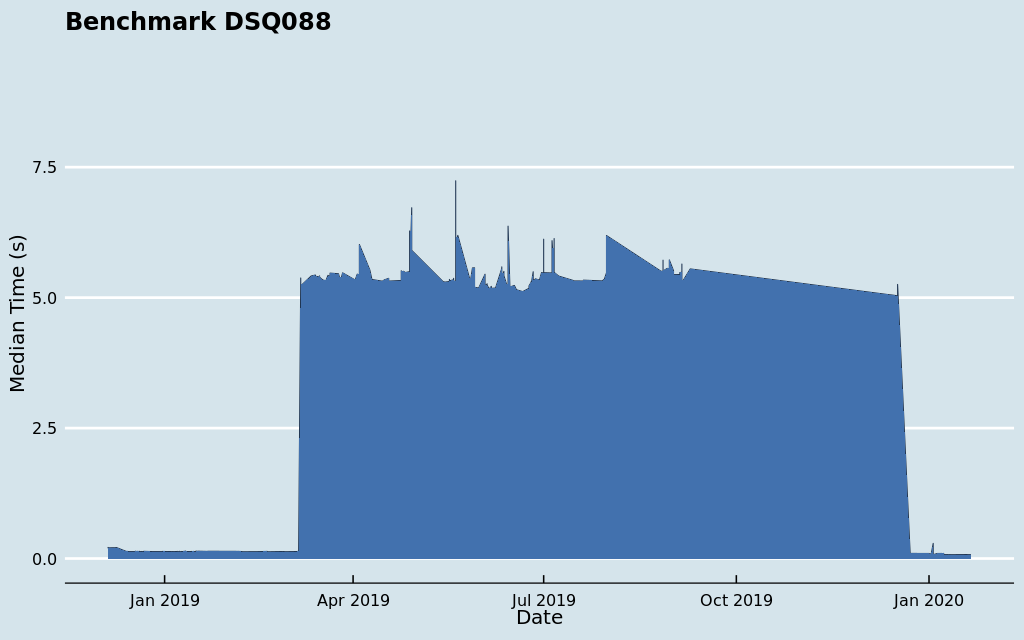 Benchmark DSQ088
7.5
5.0
2.5
0.0
Median Time (s)
Jan 2019
Apr 2019
Jul 2019
Oct 2019
Jan 2020
Date